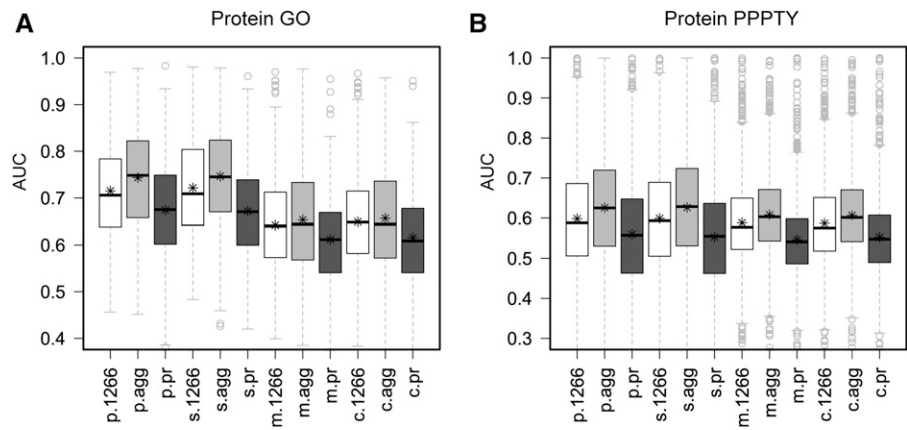 A Protein GO
B Protein PPPTY
AUC
1.0
0.9
0.8
0.7
0.6
0.5
0.4
p.1266
p.agg
p.pr
s.1266
s.agg
s.pr
m.1266
m.agg
m.pr
c.1266
c.agg
c.pr
AUC
1.0
0.9
0.8
0.7
0.6
0.5
0.4
0.3
p.1266
p.agg
p.pr
s.1266
s.agg
s.pr
m.1266
m.agg
m.pr
c.1266
c.agg
c.pr